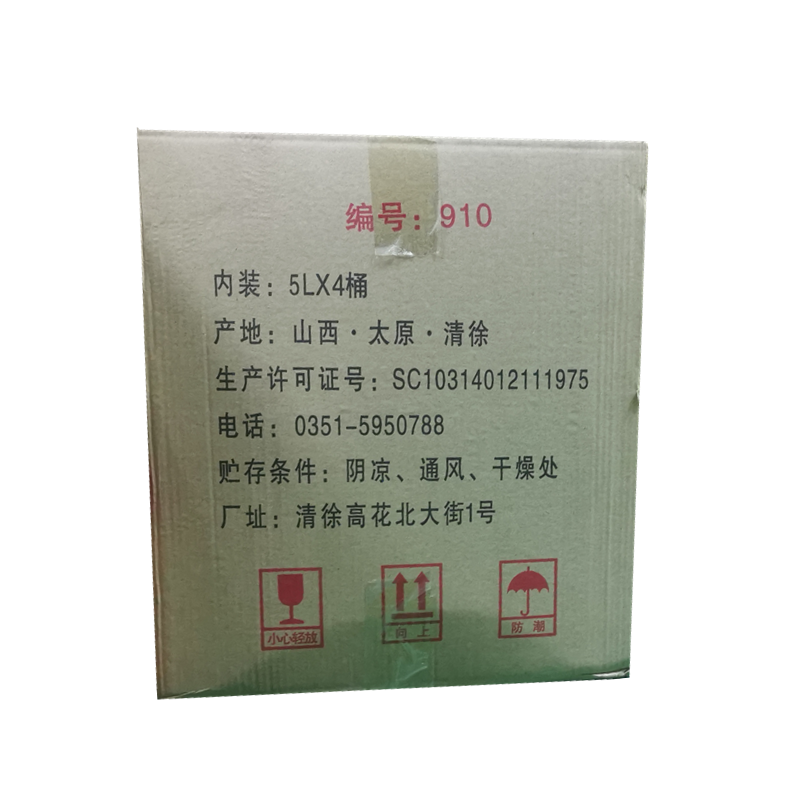 编号：910
内装：5LX4桶
产地：山西·太原·清徐
生产许可证号：SC10314012111975
电话：0351-5950788
贮存条件：阴凉、通风、干燥处
厂址：清徐高花北大街1号
小心轻放
向上
防潮